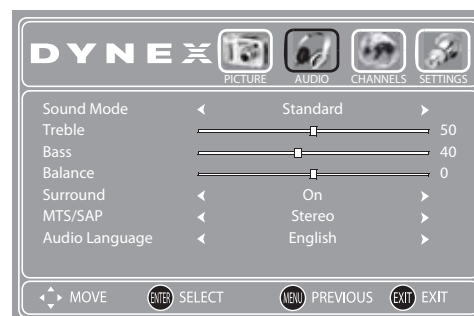 DYNEX
PICTURE AUDIO CHANNELS SETTINGS
Sound Mode Standard
Treble 50
Bass 40
Balance 0
Surround On
MTS/SAP Stereo
Audio Language English
MOVE ENTER SELECT MENU PREVIOUS EXIT EXIT